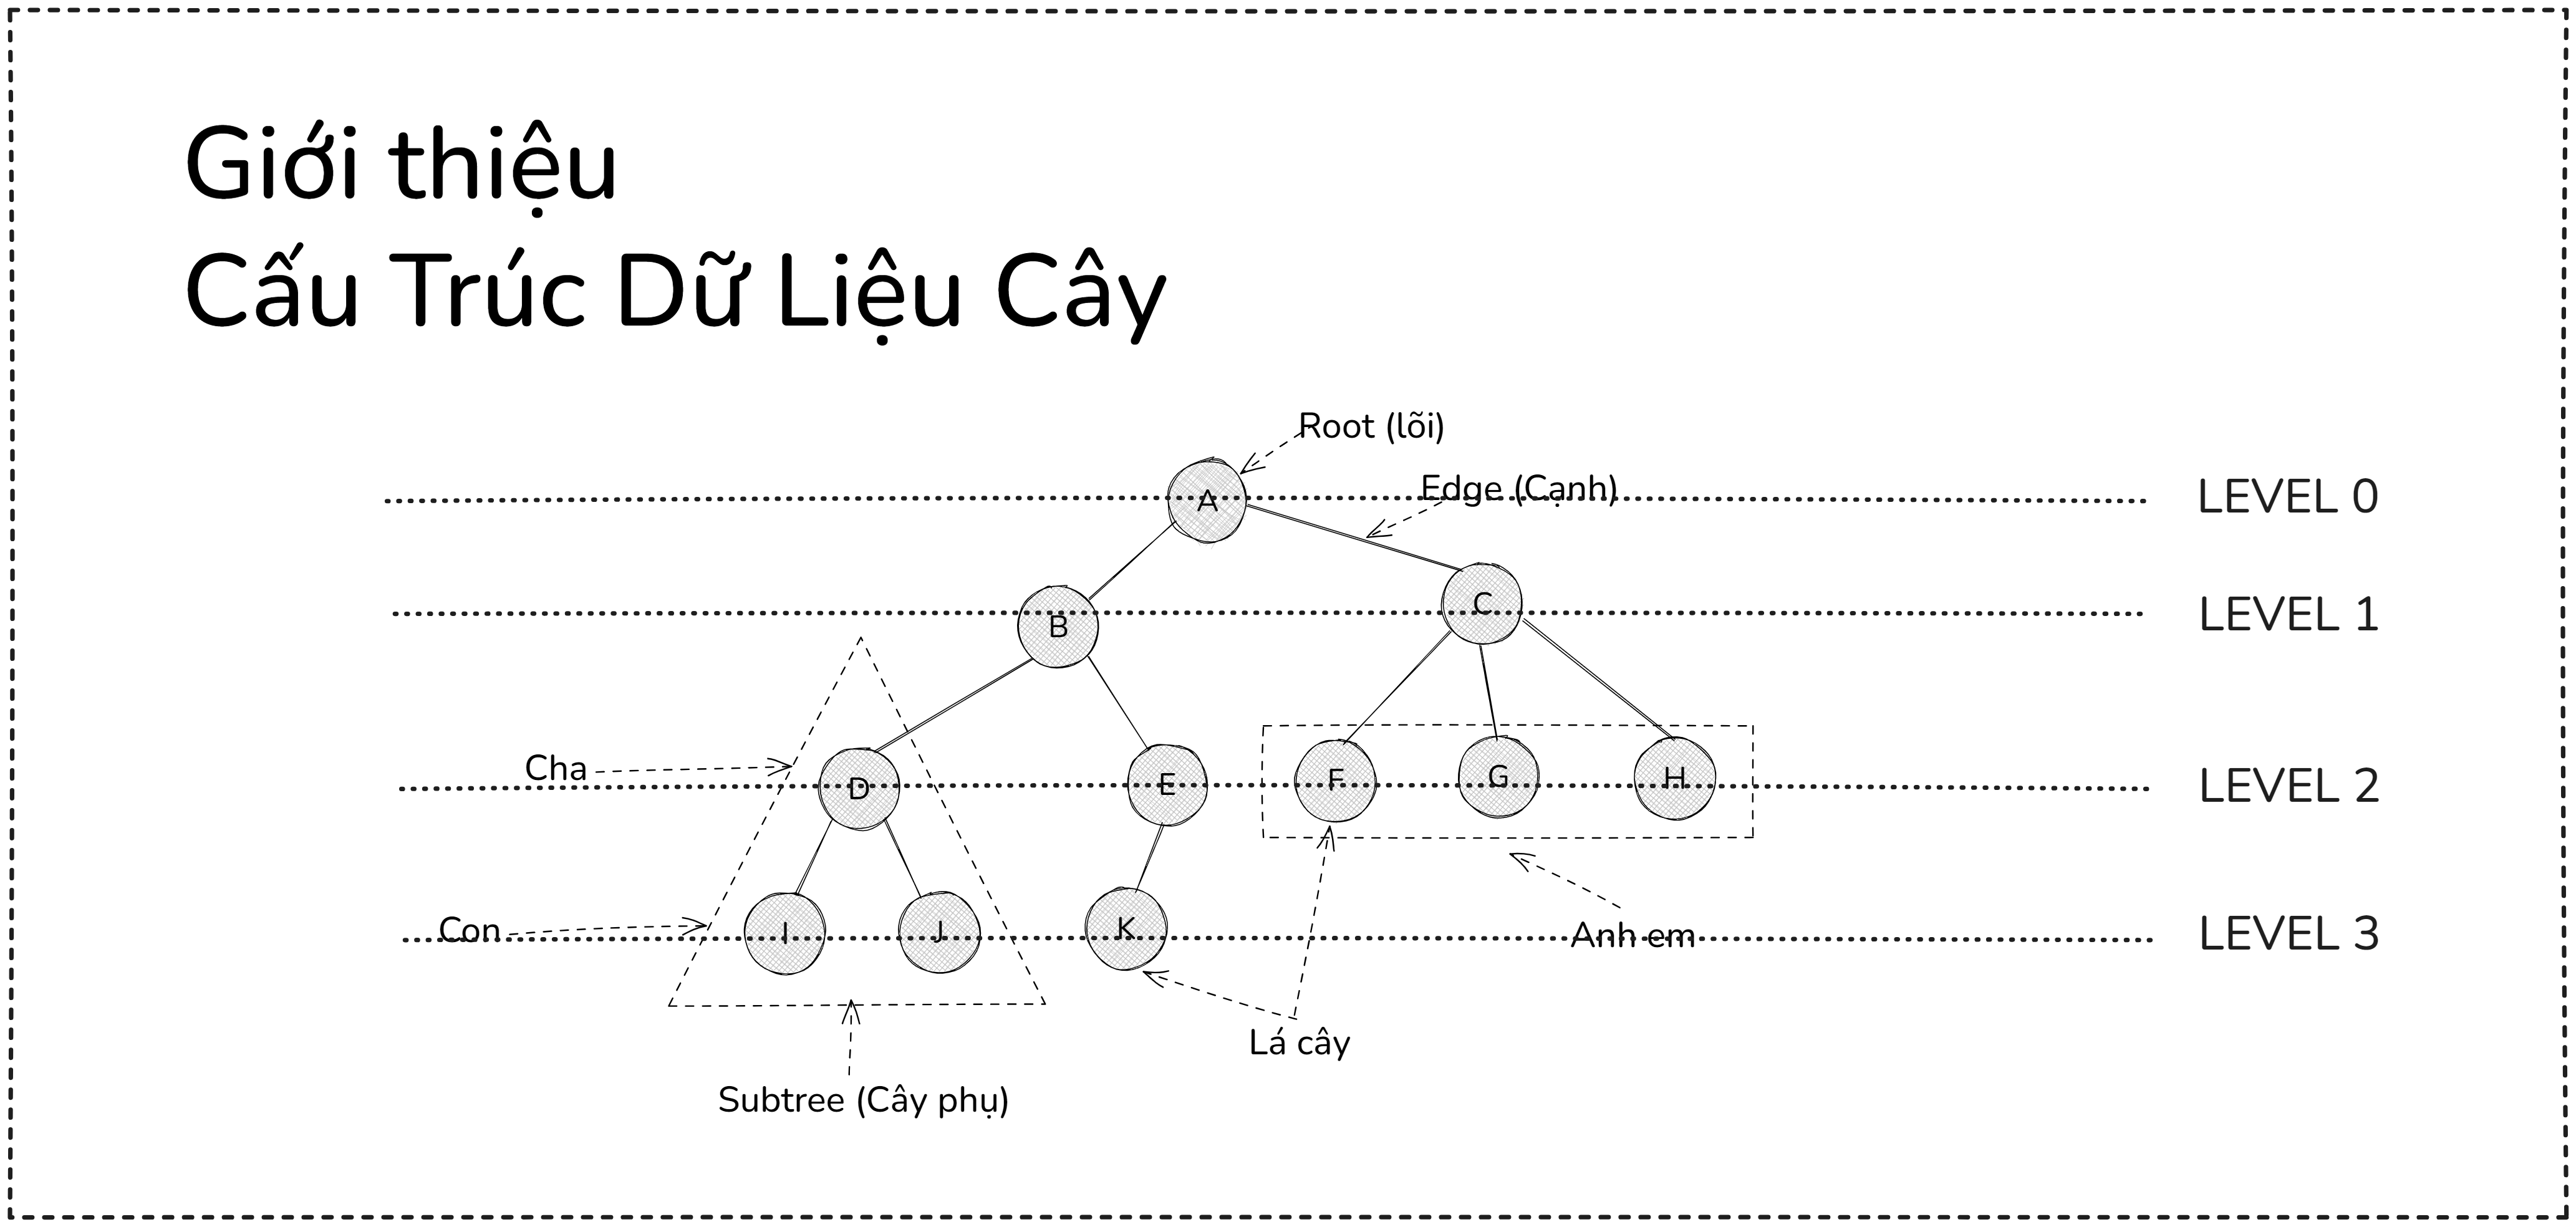 Giới thiệu
Cấu Trúc Dữ Liệu Cây
Root (lõi)
Edge (Cạnh)
A
LEVEL 0
B
C
LEVEL 1
Cha
D
E
F
G
H
LEVEL 2
Con
I
J
K
Anh em
LEVEL 3
Lá cây
Subtree (Cây phụ)